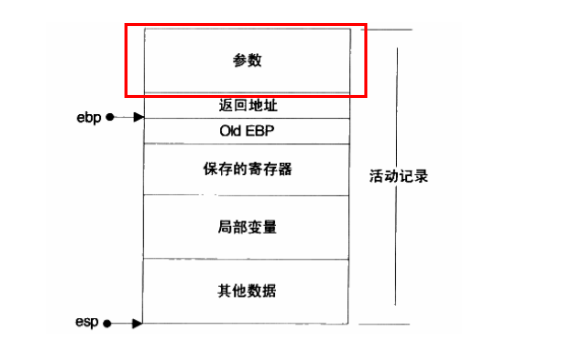 参数
返回地址
ebp
Old EBP
保存的寄存器
活动记录
局部变量
其他数据
esp